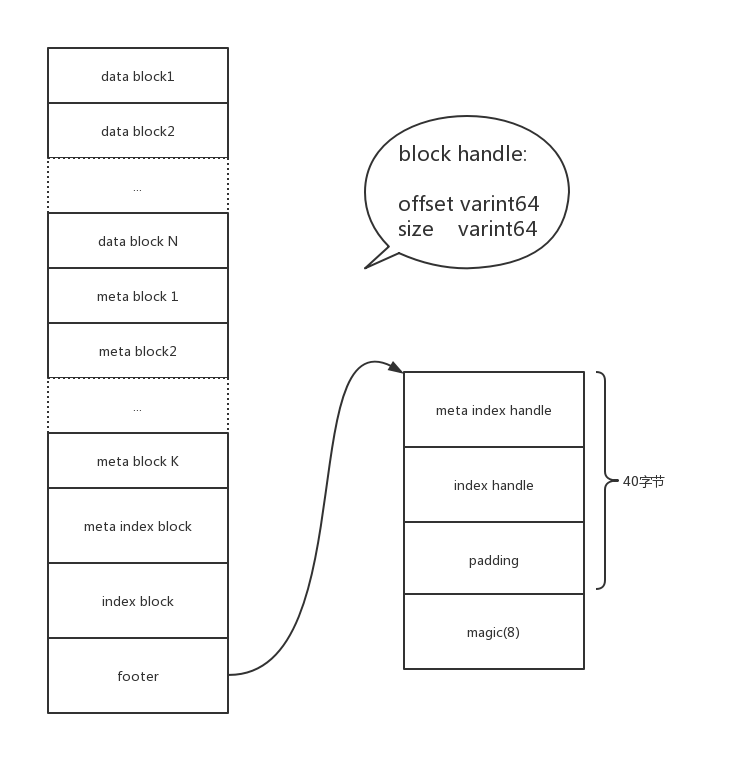 data block1
data block2
...
data block N
meta block 1
meta block2
...
meta block K
meta index block
index block
footer
block handle:
offset varint64
size varint64
meta index handle
index handle
padding
magic(8)
40字节